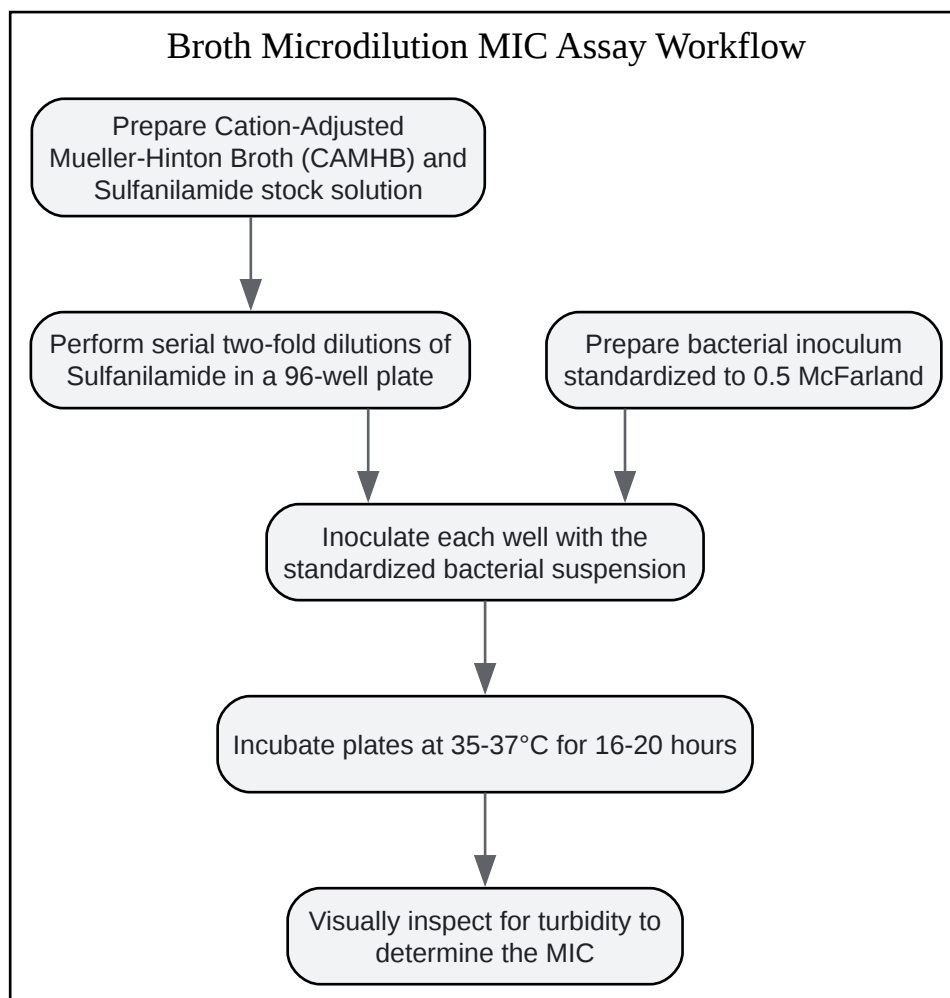 Broth Microdilution MIC Assay Workflow
Prepare Cation-Adjusted
Mueller-Hinton Broth (CAMHB) and
Sulfanilamide stock solution
Perform serial two-fold dilutions of
Sulfanilamide in a 96-well plate
Prepare bacterial inoculum
standardized to 0.5 McFarland
Inoculate each well with the
standardized bacterial suspension
Incubate plates at 35-37°C for 16-20 hours
Visually inspect for turbidity to
determine the MIC